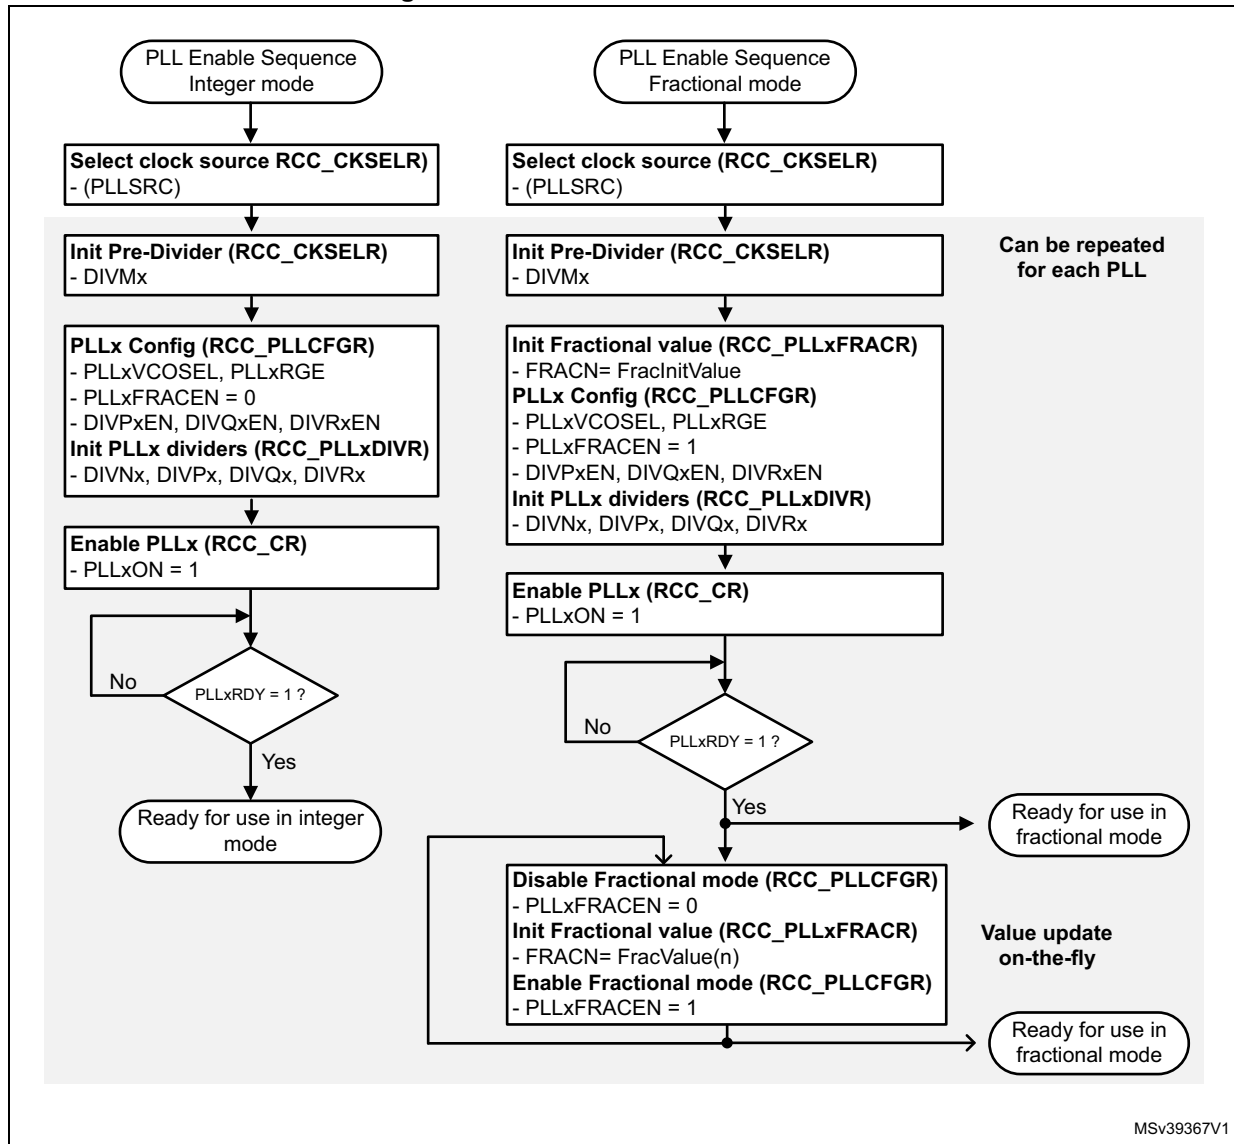 PLL Enable Sequence
Integer mode
Select clock source RCC_CKSELR)
- (PLLSRC)
Init Pre-Divider (RCC_CKSELR)
- DIVMx
PLLx Config (RCC_PLLCFGR)
- PLLxVCOSEL, PLLxRGE
- PLLxFRACEN = 0
- DIVPxEN, DIVQxEN, DIVRxEN
Init PLLx dividers (RCC_PLLxDIVR)
- DIVNx, DIVPx, DIVQx, DIVRx
Enable PLLx (RCC_CR)
- PLLxON = 1
No
PLLxRDY = 1 ?
Yes
Ready for use in integer
mode
PLL Enable Sequence
Fractional mode
Select clock source (RCC_CKSELR)
- (PLLSRC)
Init Pre-Divider (RCC_CKSELR)
- DIVMx
Can be repeated
for each PLL
Init Fractional value (RCC_PLLxFRACR)
- FRACN= FracInitValue
PLLx Config (RCC_PLLCFGR)
- PLLxVCOSEL, PLLxRGE
- PLLxFRACEN = 1
- DIVPxEN, DIVQxEN, DIVRxEN
Init PLLx dividers (RCC_PLLxDIVR)
- DIVNx, DIVPx, DIVQx, DIVRx
Enable PLLx (RCC_CR)
- PLLxON = 1
No
PLLxRDY = 1 ?
Yes
Ready for use in
fractional mode
Disable Fractional mode (RCC_PLLCFGR)
- PLLxFRACEN = 0
Init Fractional value (RCC_PLLxFRACR)
- FRACN= FracValue(n)
Enable Fractional mode (RCC_PLLCFGR)
- PLLxFRACEN = 1
Value update
on-the-fly
Ready for use in
fractional mode
MSv39367V1